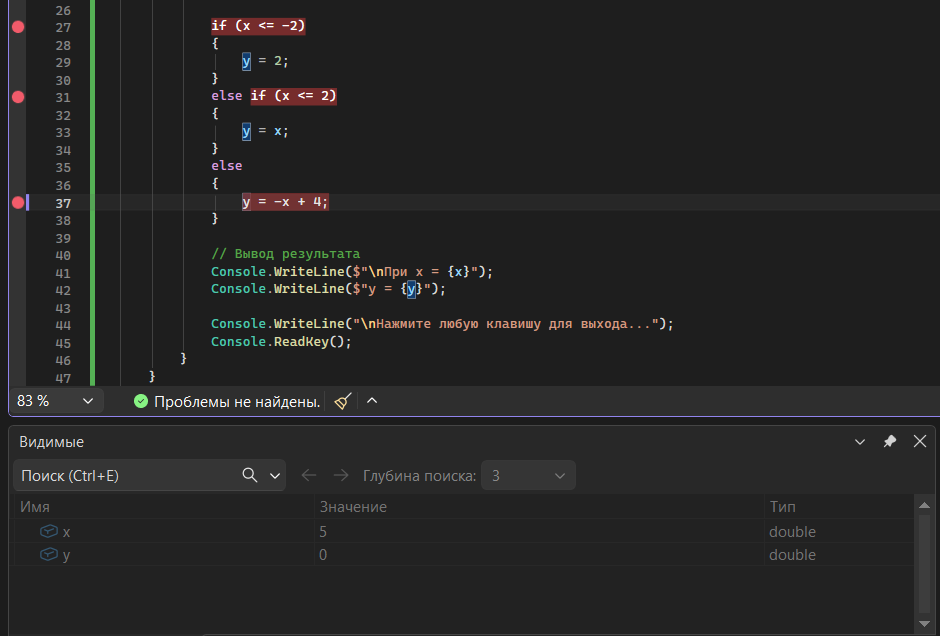 26
27 if (x <= -2)
28 {
29 y = 2;
30 }
31 else if (x <= 2)
32 {
33 y = x;
34 }
35 else
36 {
37 y = -x + 4;
38 }
39
40 // Вывод результата
41 Console.WriteLine($"\nПри x = {x}");
42 Console.WriteLine($"y = {y}");
43
44 Console.WriteLine("\nНажмите любую клавишу для выхода...");
45 Console.ReadKey();
46 }
47 }
83 % Проблемы не найдены.
Видимые
Поиск (Ctrl+E) Глубина поиска: 3
Имя Значение Тип
x 5 double
y 0 double